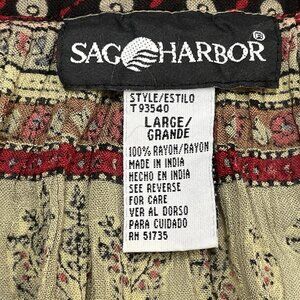 SAG HARBOR®
STYLE/ESTILO
T93540
LARGE/
GRANDE
100% RAYON/RAYON
MADE IN INDIA
HECHO EN INDIA
SEE REVERSE
FOR CARE
VER AL DORSO
PARA CUIDADO
RN 51735